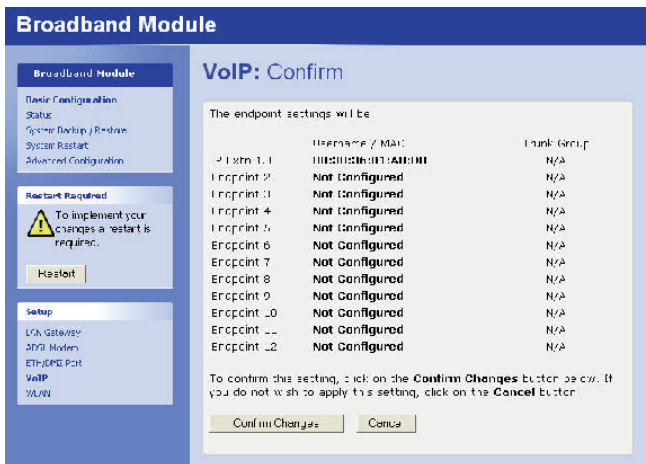 Broadband Module
Broadband Module
Basic Configuration
Status
System Backup / Restore
System Restart
Advanced Configuration
Restart Required
To implement your
changes a restart is
required.
Restart
Setup
LAN Gateway
ADSL Modem
ETH/DMZ Port
VoIP
WLAN
VoIP: Confirm
The endpoint settings will be
Username / MAC Trunk Group
IP Extn N/A
Endpoint 2 Not Configured N/A
Endpoint 3 Not Configured N/A
Endpoint 4 Not Configured N/A
Endpoint 5 Not Configured N/A
Endpoint 6 Not Configured N/A
Endpoint 7 Not Configured N/A
Endpoint 8 Not Configured N/A
Endpoint 9 Not Configured N/A
Endpoint 10 Not Configured N/A
Endpoint 11 Not Configured N/A
Endpoint 12 Not Configured N/A
To confirm this setting, click on the Confirm Changes button below. If
you do not wish to apply this setting, click on the Cancel button
Confirm Changes Cancel